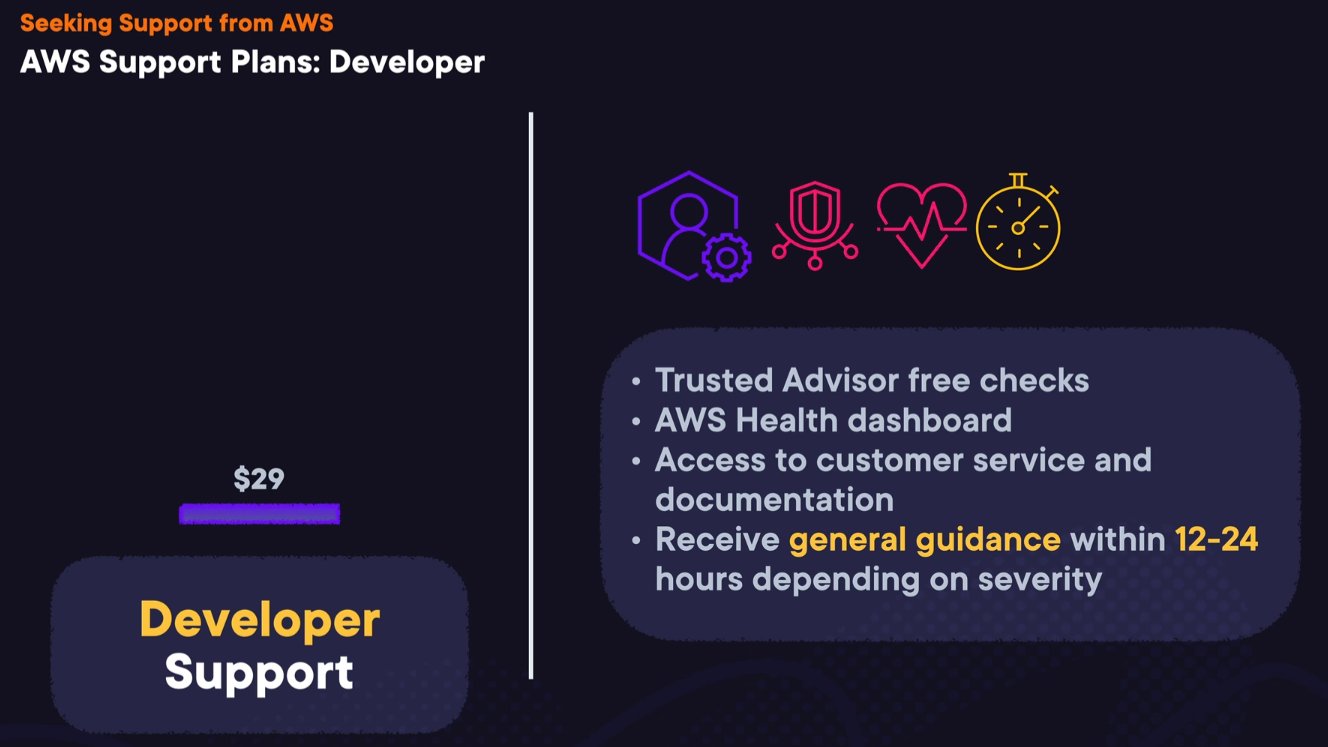 Seeking Support from AWS
AWS Support Plans: Developer
$29
Developer
Support
• Trusted Advisor free checks
• AWS Health dashboard
• Access to customer service and
documentation
• Receive general guidance within 12-24
hours depending on severity